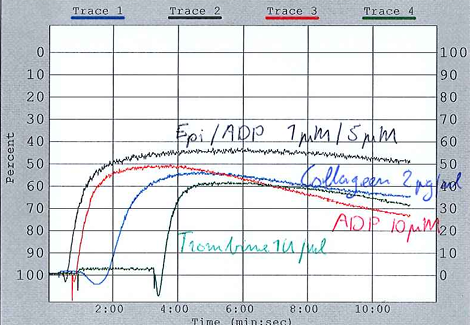 Trace 1 Trace 2 Trace 3 Trace 4
0 100
10 90
20 80
30 70
40 60
50 50
60 40
70 30
80 20
90 10
100 0
Percent
Epi/ADP 1µM/5µM
Collageen 2µg/ml
ADP 10µM
Trombine 1U/ml
2:00 4:00 6:00 8:00 10:00
Time (min:sec)